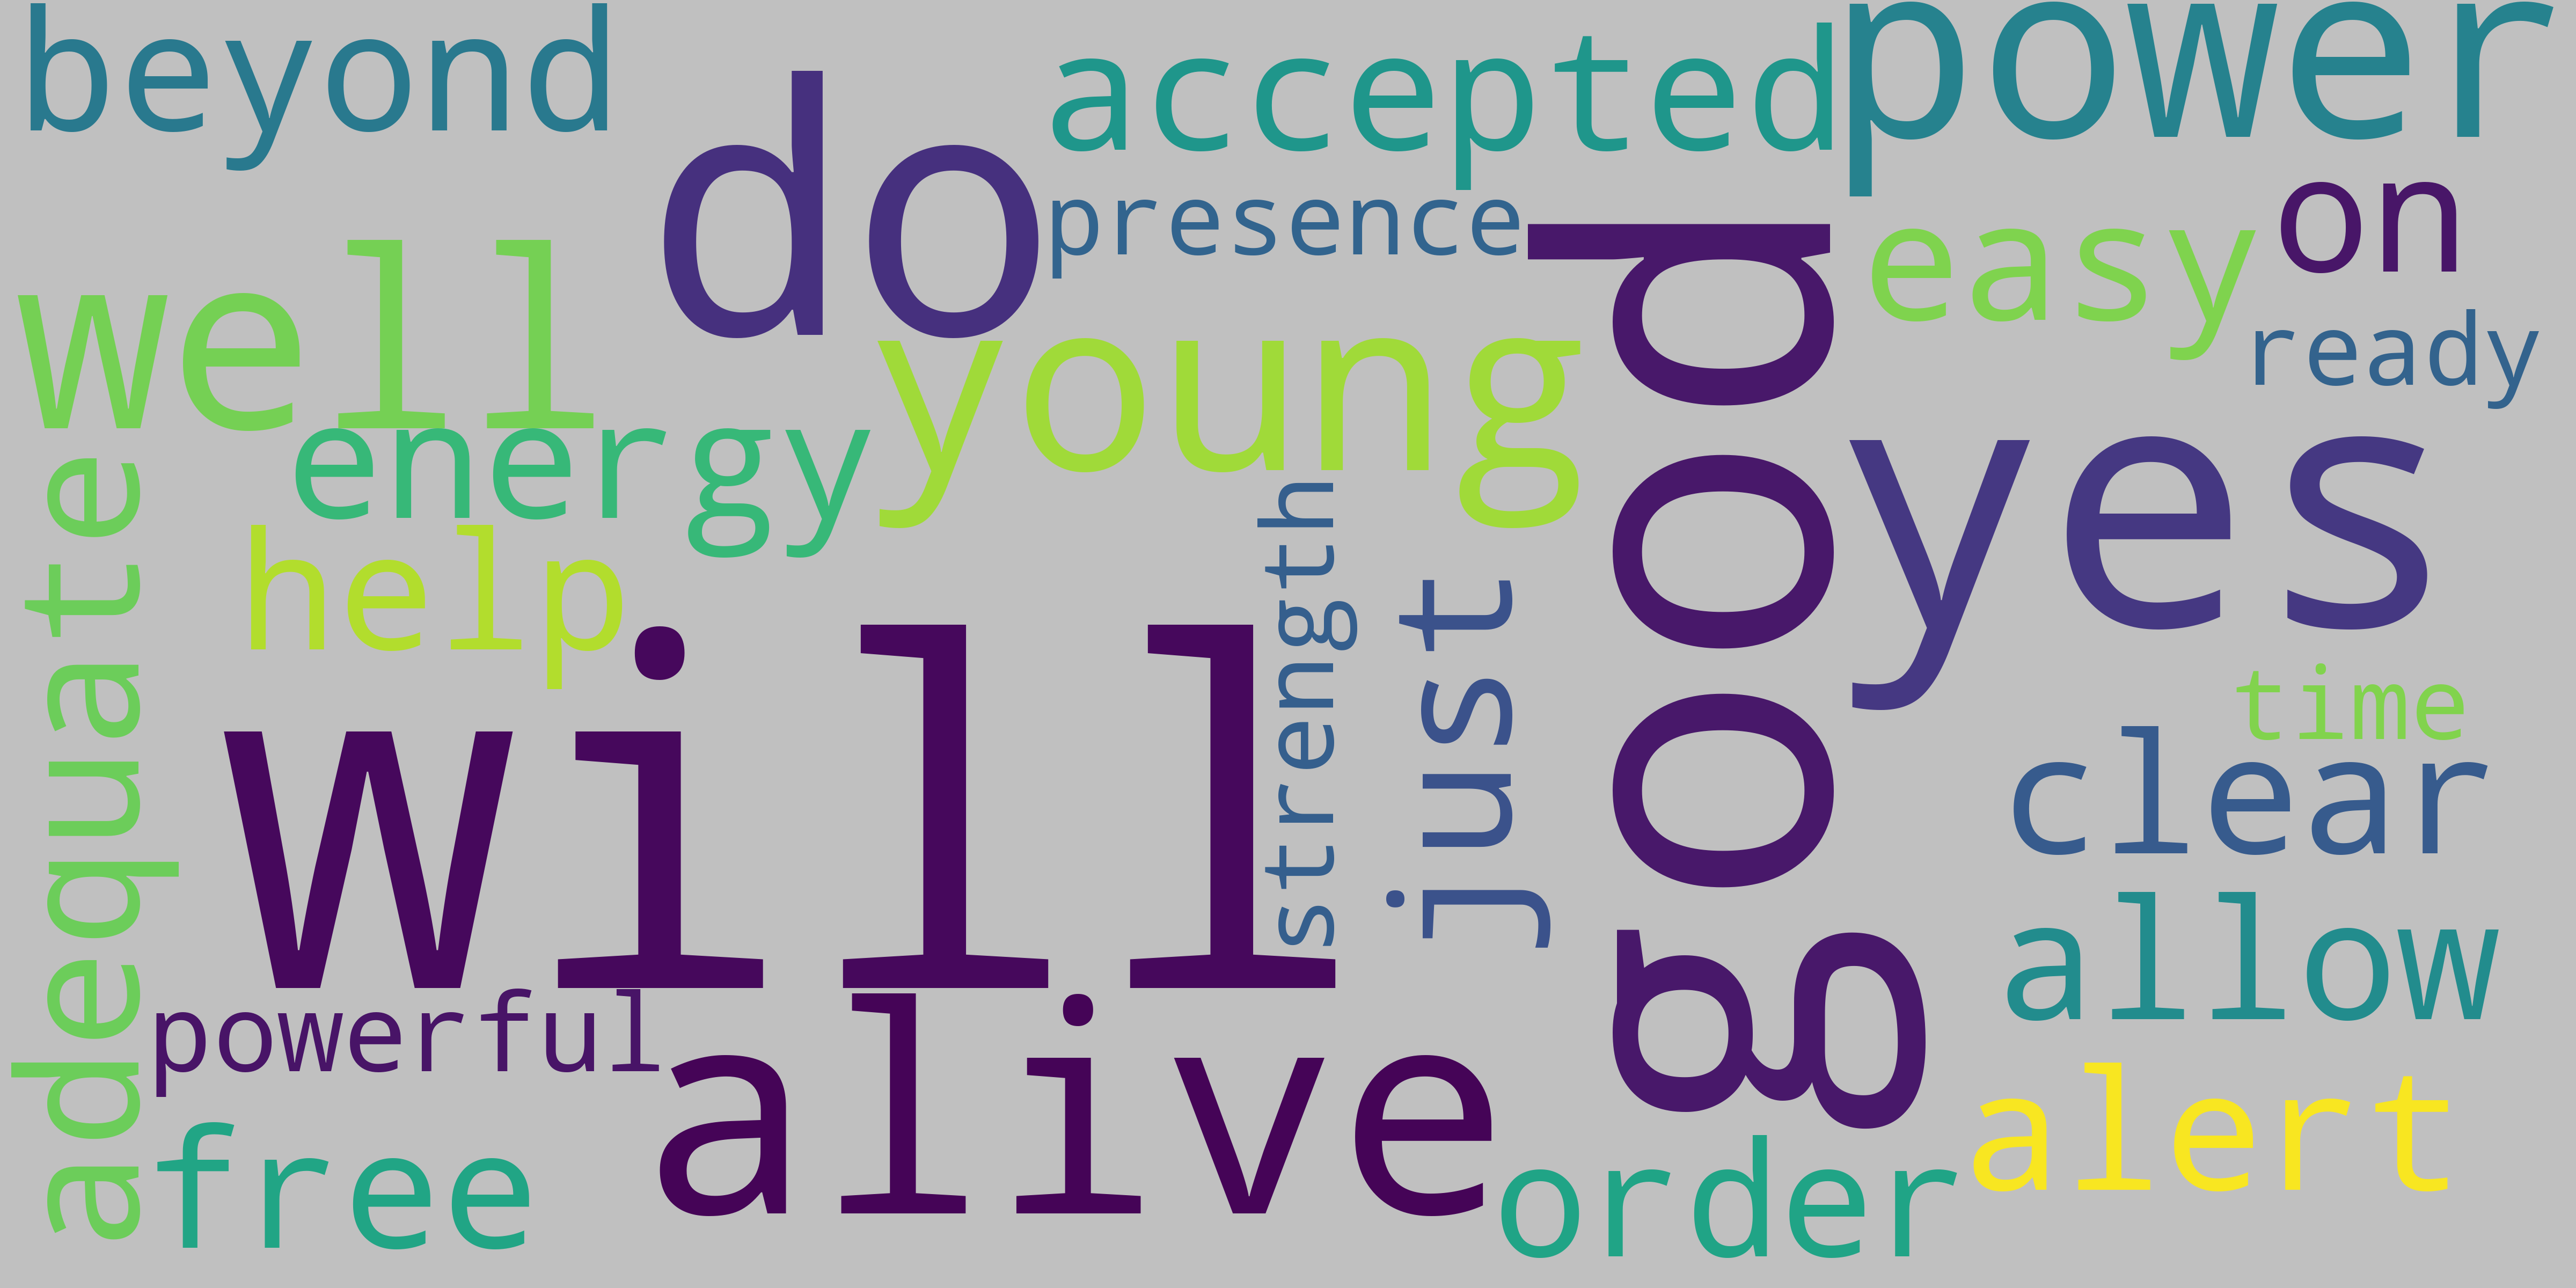 beyond
do
accepted
power
presence
on
well
easy
young
ready
energy
good
yes
adequate
help
strength
just
will
time
clear
powerful
alive
allow
free
order
alert